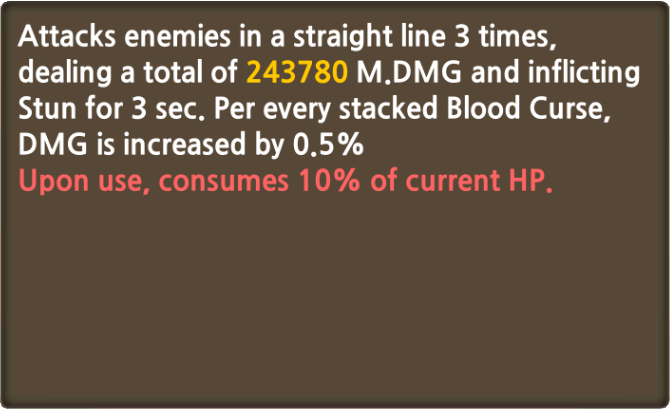 Attacks enemies in a straight line 3 times,
dealing a total of 243780 M.DMG and inflicting
Stun for 3 sec. Per every stacked Blood Curse,
DMG is increased by 0.5%
Upon use, consumes 10% of current HP.